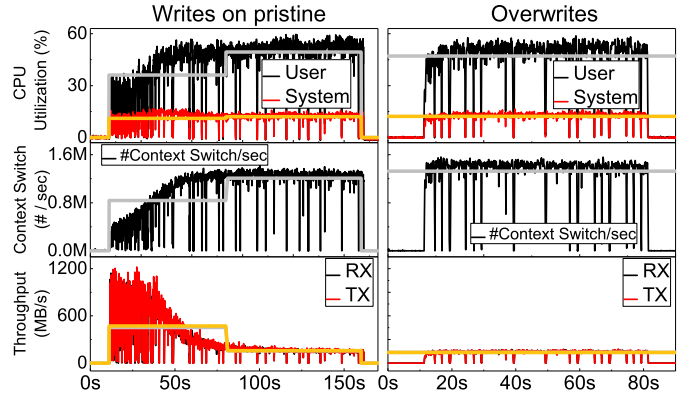 Writes on pristine
Overwrites
CPU
Utilization (%)
60
30
0
User
System
User
System
Context Switch
(# / sec)
1.6M
0.8M
0.0M
#Context Switch/sec
#Context Switch/sec
Throughput
(MB/s)
1200
600
0
RX
TX
RX
TX
0s 50s 100s 150s
0s 20s 40s 60s 80s